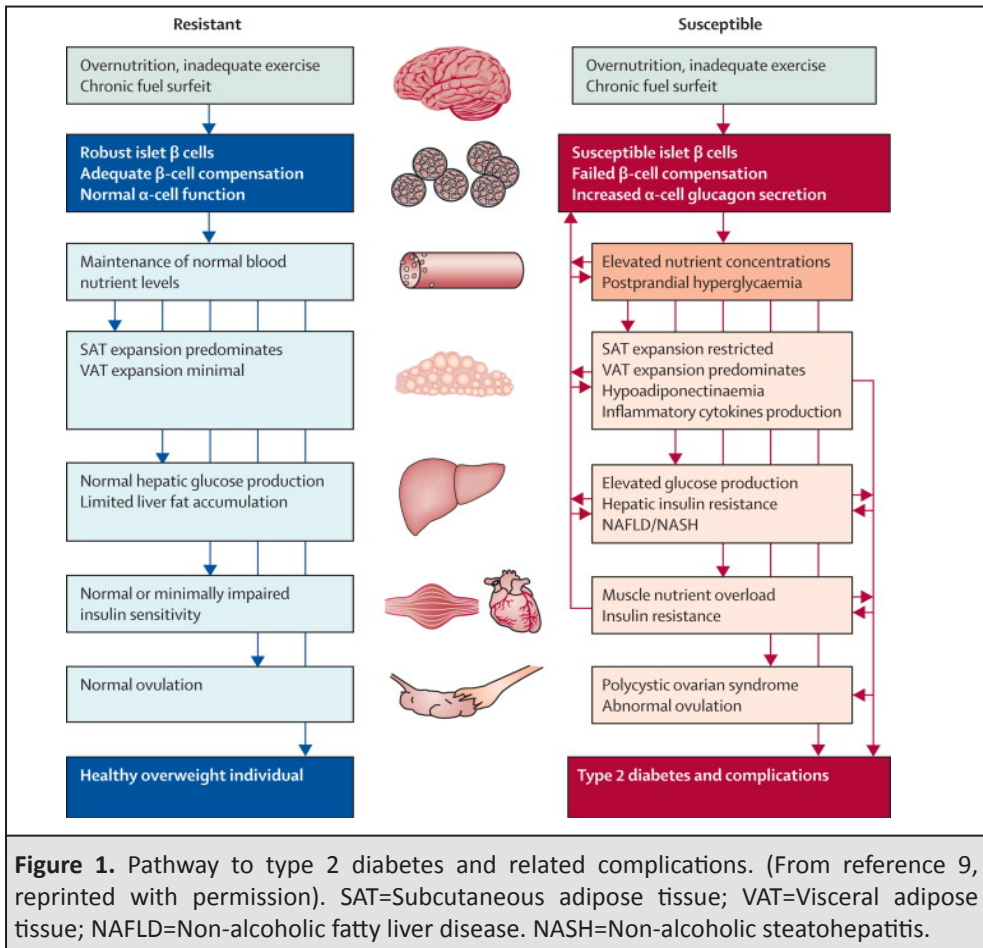 Resistant
Overnutrition, inadequate exercise
Chronic fuel surfeit
Robust islet β cells
Adequate β-cell compensation
Normal α-cell function
Maintenance of normal blood
nutrient levels
SAT expansion predominates
VAT expansion minimal
Normal hepatic glucose production
Limited liver fat accumulation
Normal or minimally impaired
insulin sensitivity
Normal ovulation
Healthy overweight individual
Susceptible
Overnutrition, inadequate exercise
Chronic fuel surfeit
Susceptible islet β cells
Failed β-cell compensation
Increased α-cell glucagon secretion
Elevated nutrient concentrations
Postprandial hyperglycaemia
SAT expansion restricted
VAT expansion predominates
Hypoadiponectinaemia
Inflammatory cytokines production
Elevated glucose production
Hepatic insulin resistance
NAFLD/NASH
Muscle nutrient overload
Insulin resistance
Polycystic ovarian syndrome
Abnormal ovulation
Type 2 diabetes and complications
Figure 1. Pathway to type 2 diabetes and related complications. (From reference 9,
reprinted with permission). SAT=Subcutaneous adipose tissue; VAT=Visceral adipose
tissue; NAFLD=Non-alcoholic fatty liver disease. NASH=Non-alcoholic steatohepatitis.